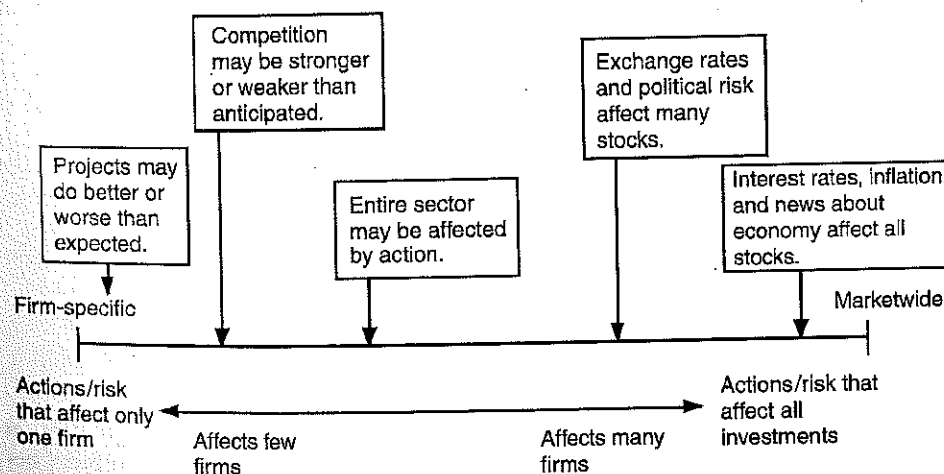 Competition
may be stronger
or weaker than
anticipated.
Exchange rates
and political risk
affect many
stocks.
Projects may
do better or
worse than
expected.
Entire sector
may be affected
by action.
Interest rates, inflation
and news about
economy affect all
stocks.
Firm-specific
Marketwide
Actions/risk
that affect only
one firm
Affects few
firms
Affects many
firms
Actions/risk that
affect all
investments